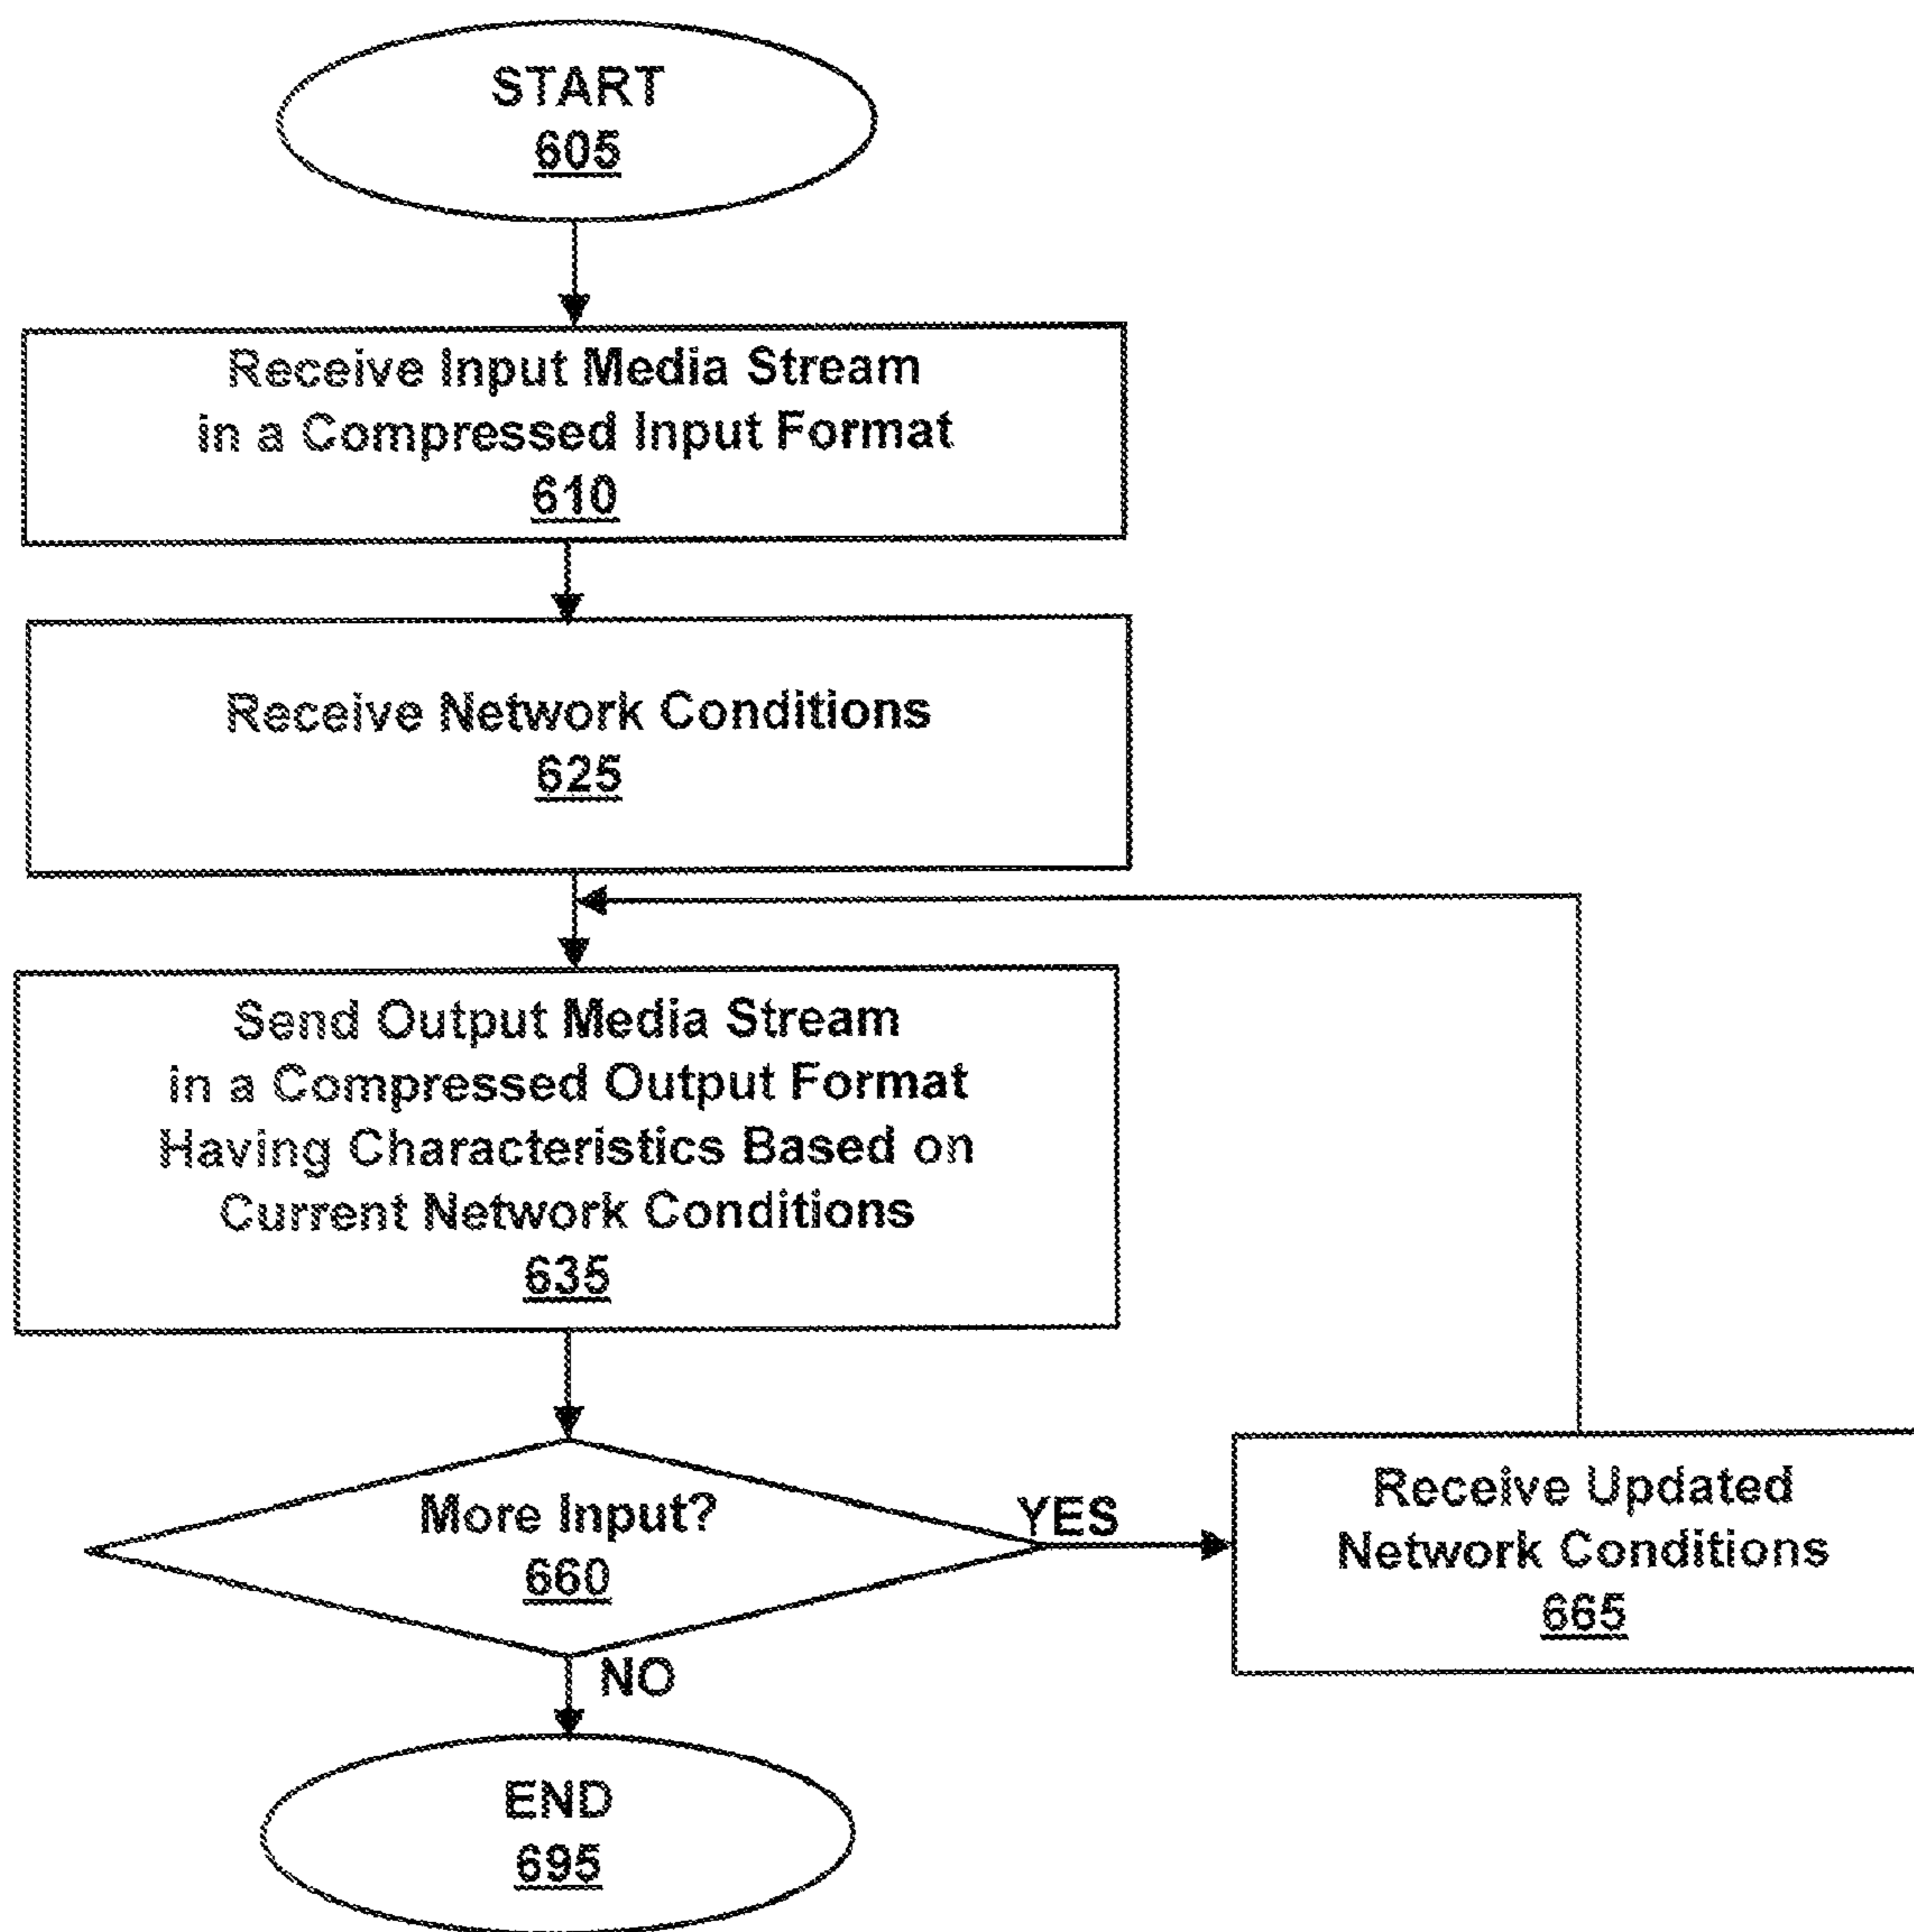 START
605
Receive Input Media Stream
in a Compressed Input Format
610
Receive Network Conditions
625
Send Output Media Stream
in a Compressed Output Format
Having Characteristics Based on
Current Network Conditions
635
More Input?
660
YES
Receive Updated
Network Conditions
665
NO
END
695